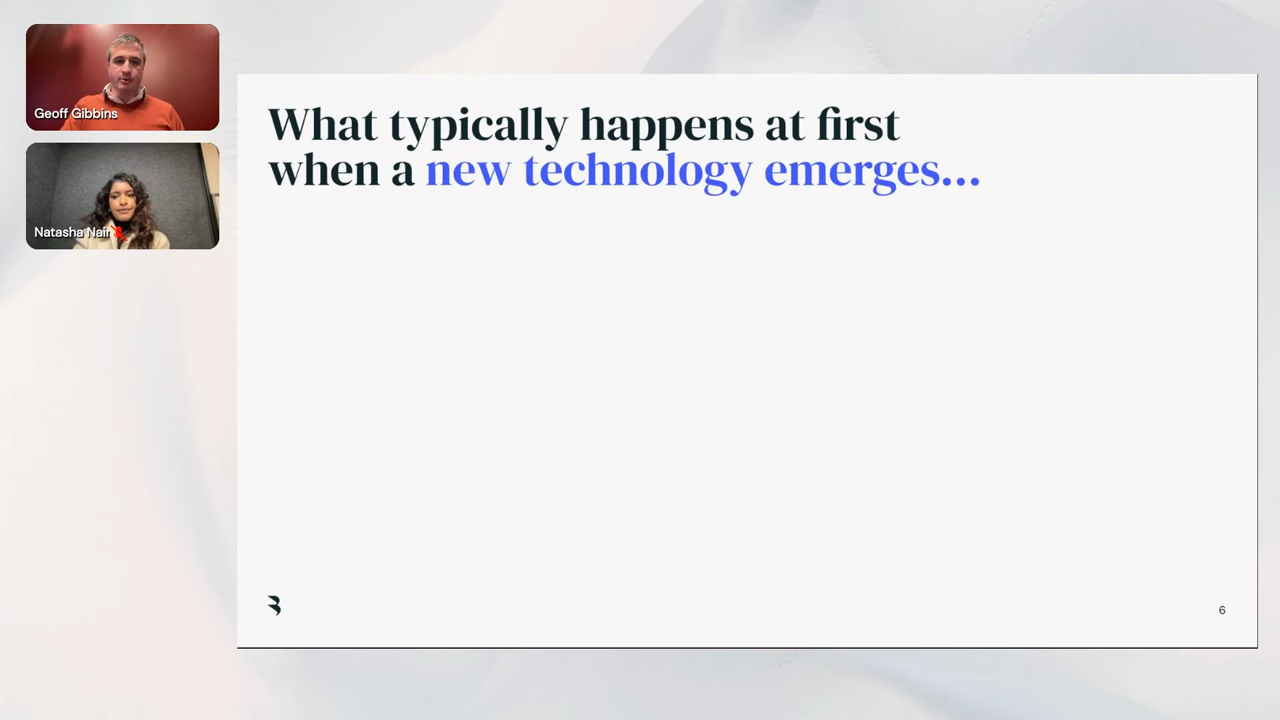 Geoff Gibbins
Natasha Nair
What typically happens at first
when a new technology emerges...
6